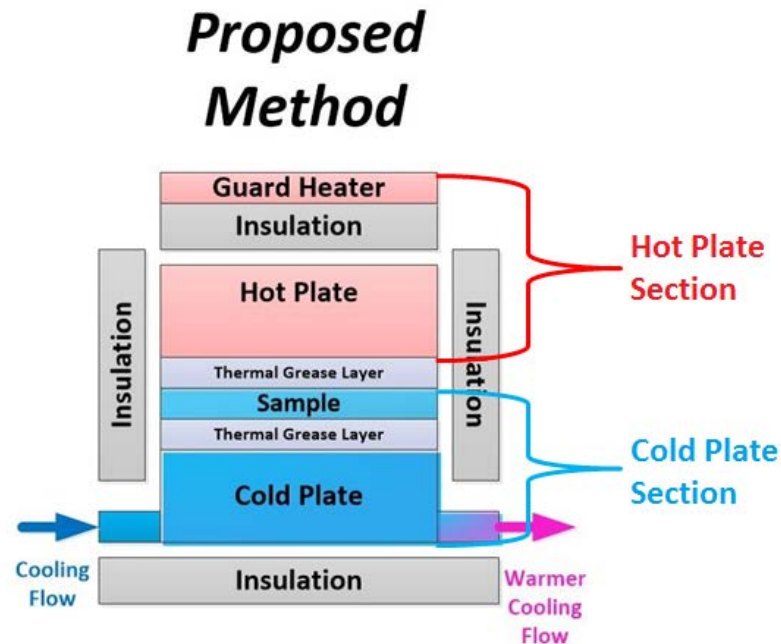 Proposed
Method
Guard Heater
Insulation
Hot Plate
Section
Hot Plate
Insulation
Insulation
Thermal Grease Layer
Sample
Thermal Grease Layer
Cold Plate
Section
Cold Plate
Cooling
Flow
Insulation
Warmer
Cooling
Flow